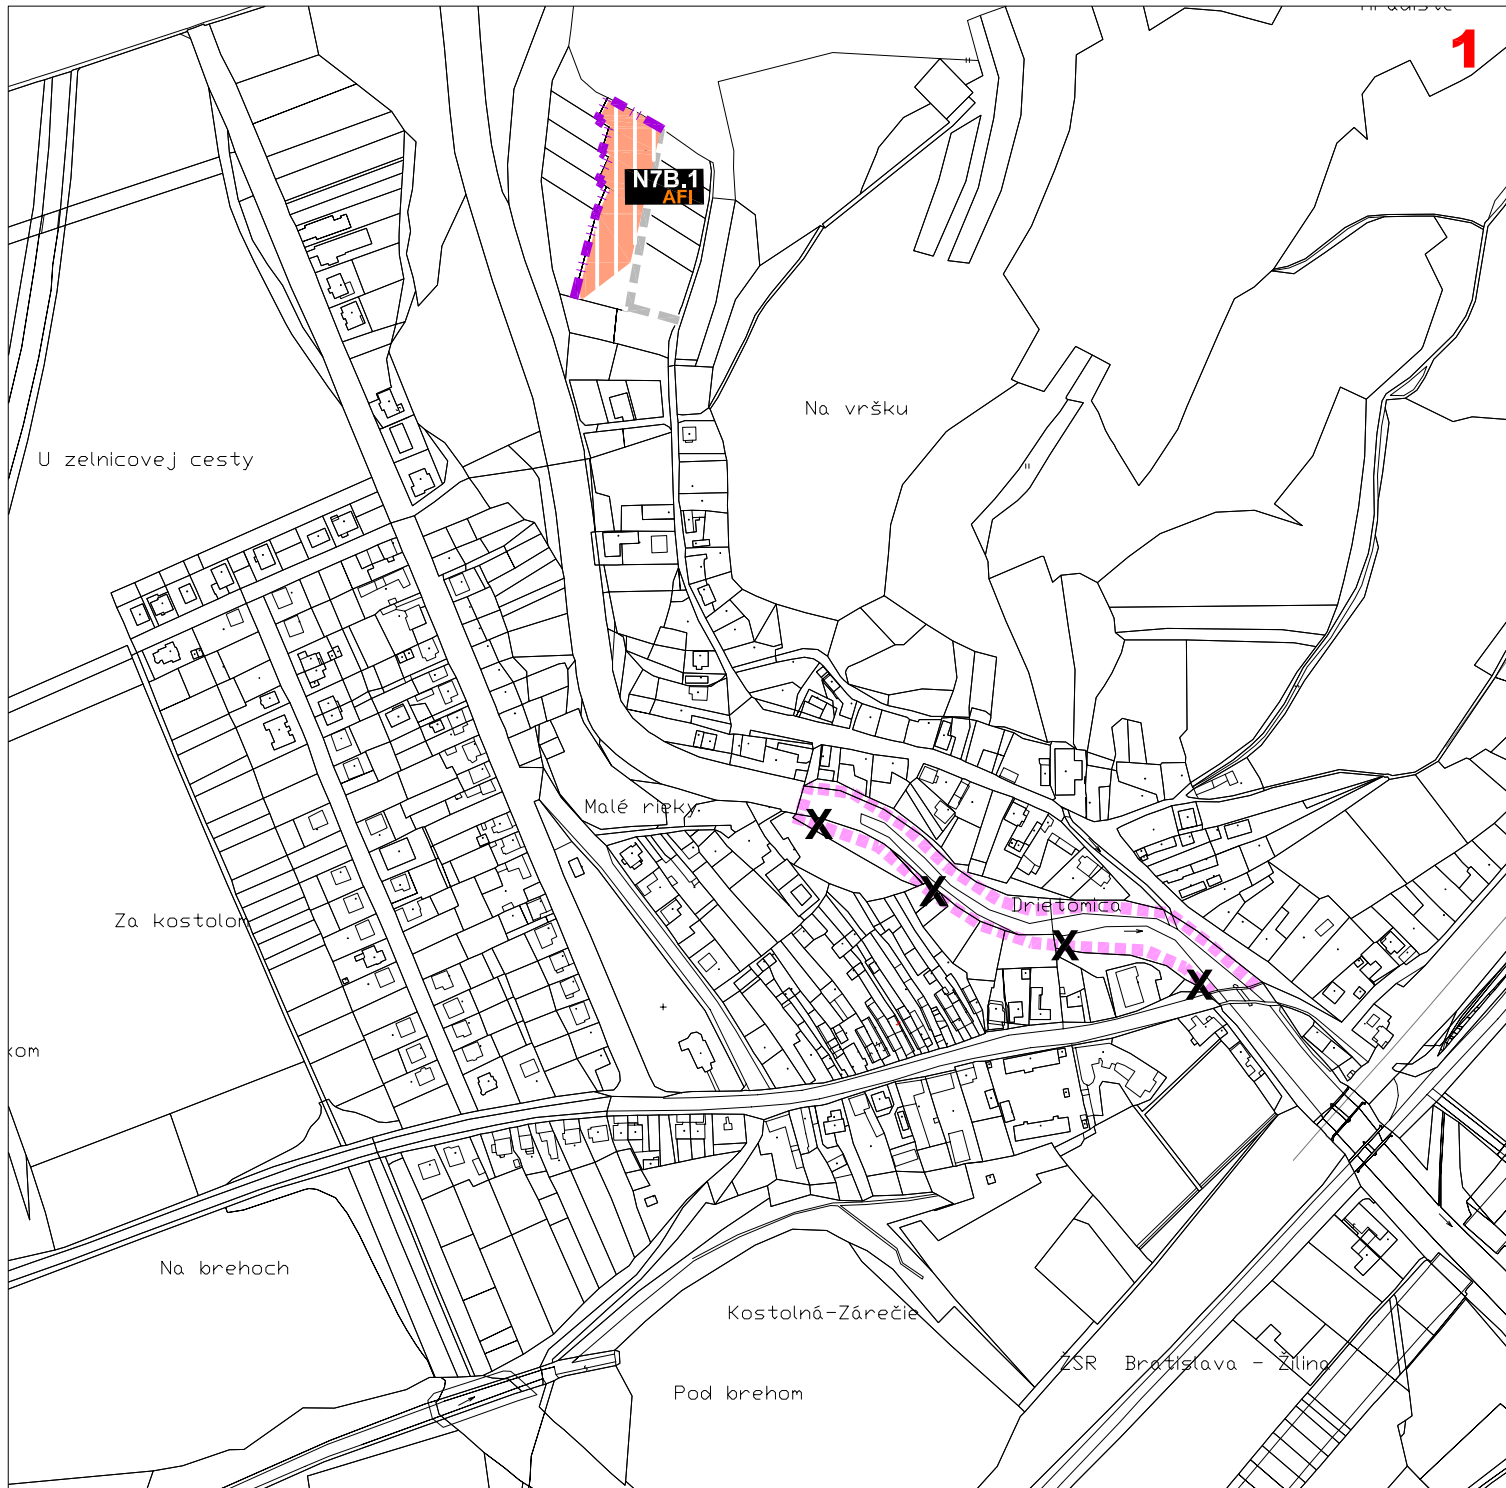 1
N7B.1
AFI
Na vršku
U zelnicovej cesty
Malé rieky
Drietomica
Za kostolom
kom
Na brehoch
Kostolná-Zárečie
ŽSR Bratislava - Žilina
Pod brehom
X
X
X
X